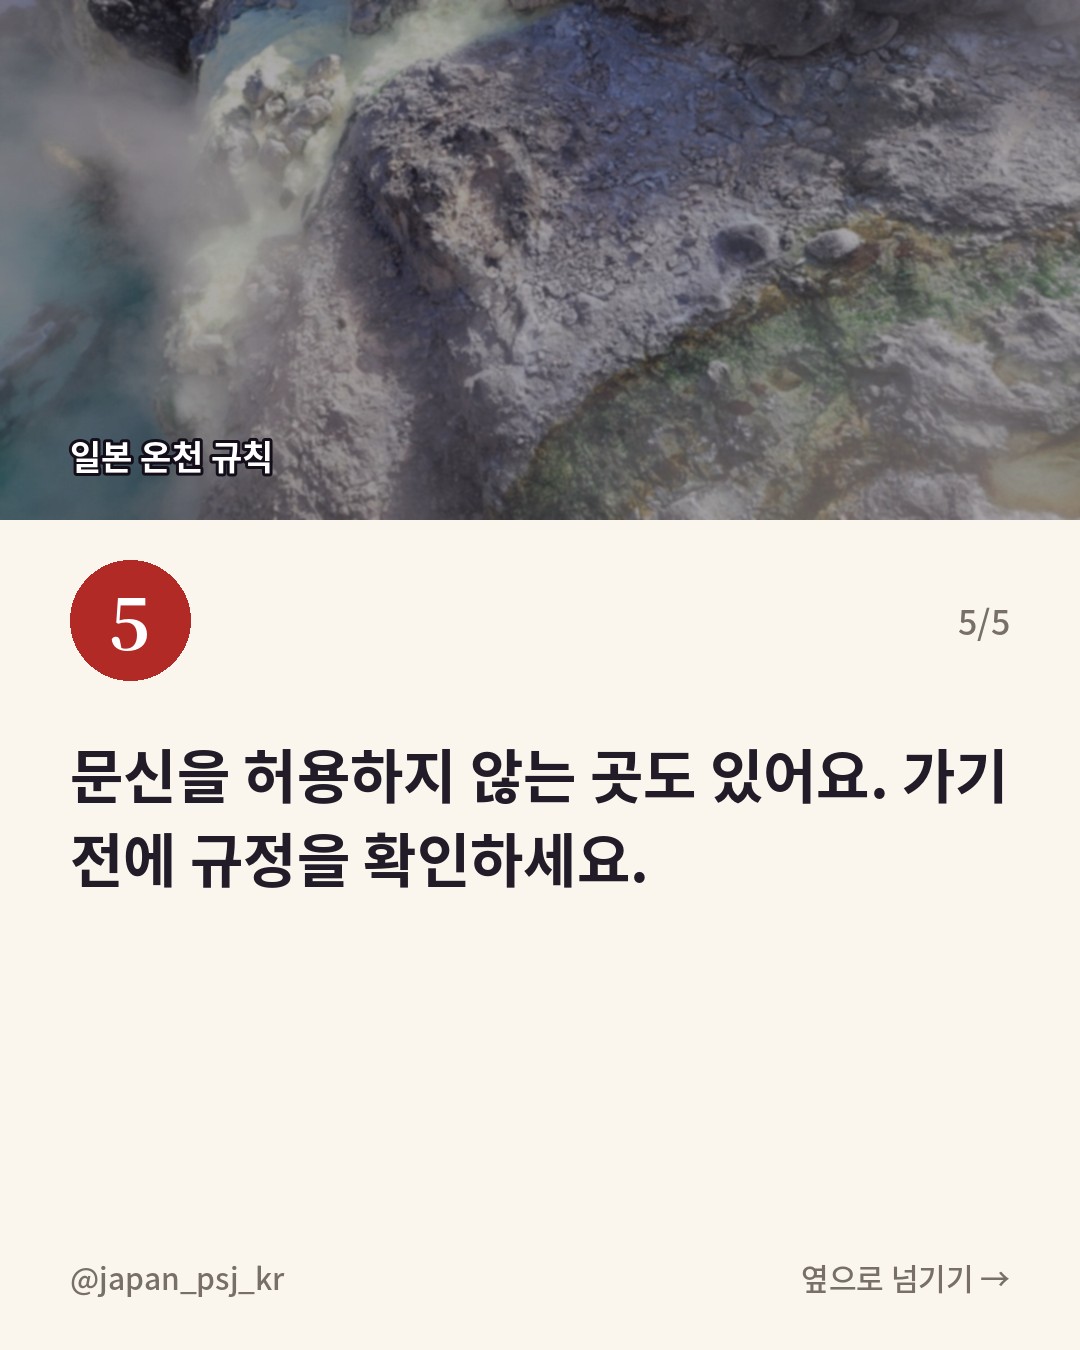 일본 온천 규칙
5
5/5
문신을 허용하지 않는 곳도 있어요. 가기
전에 규정을 확인하세요.
@japan_psj_kr
옆으로 넘기기 →